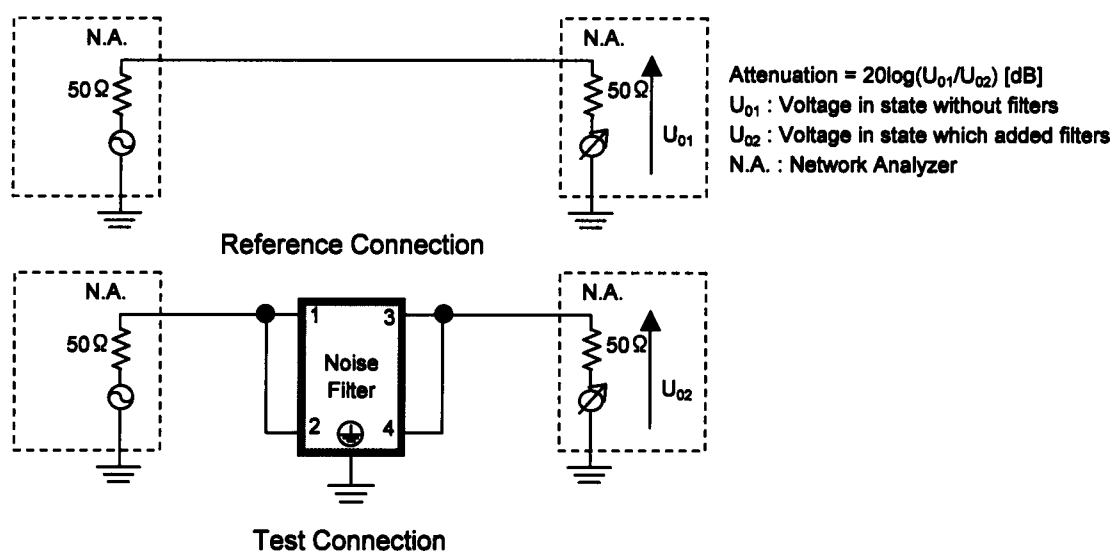 N.A.
N.A.
50Ω
50Ω
U₀₁
Attenuation = 20log(U₀₁/U₀₂) [dB]
U₀₁ : Voltage in state without filters
U₀₂ : Voltage in state which added filters
N.A. : Network Analyzer
Reference Connection
N.A.
N.A.
50Ω
1
3
Noise
Filter
2
4
50Ω
U₀₂
Test Connection